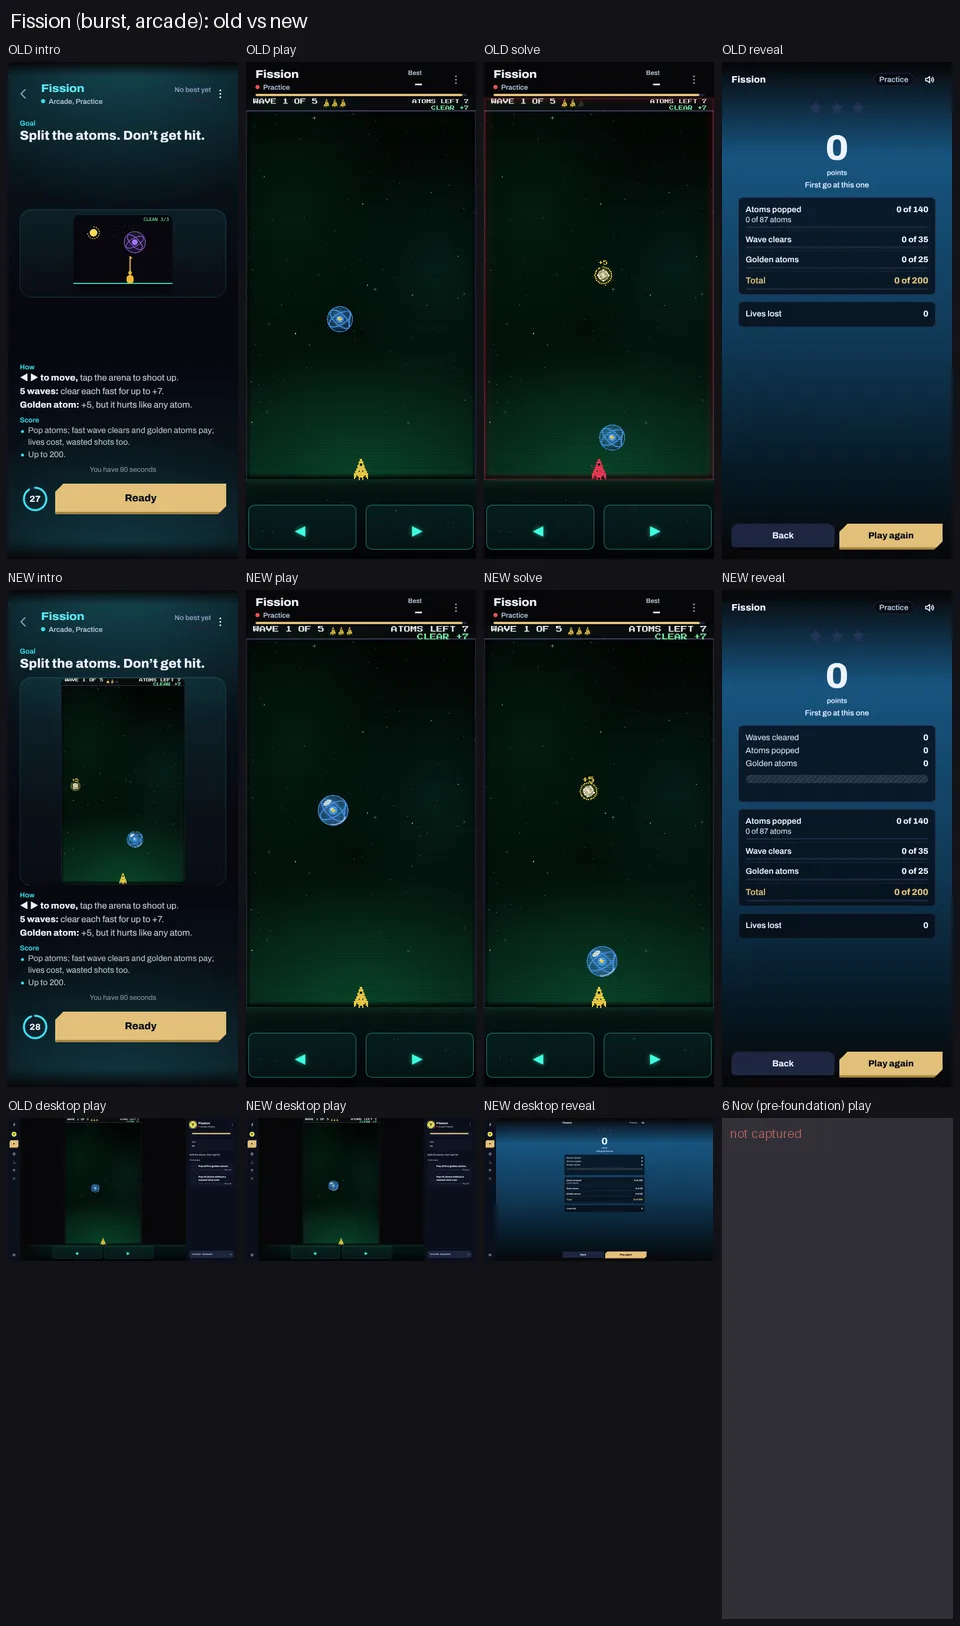 Fission (burst, arcade): old vs new
OLD intro
OLD play
OLD solve
OLD reveal
Fission
Arcade, Practice
No best yet
Goal
Split the atoms. Don't get hit.
CLEAN 3/3
How
◀ ▶ to move, tap the arena to shoot up.
5 waves: clear each fast for up to +7.
Golden atom: +5, but it hurts like any atom.
Score
Pop atoms; fast wave clears and golden atoms pay;
lives cost, wasted shots too.
Up to 200.
You have 90 seconds
27
Ready
Fission
Practice
Best
WAVE 1 OF 5
ATOMS LEFT 7
CLEAR +7
◀
▶
Fission
Practice
Best
WAVE 1 OF 5
ATOMS LEFT 7
CLEAR +7
+5
◀
▶
Fission
Practice
0
points
First go at this one
Atoms popped 0 of 140
0 of 87 atoms
Wave clears 0 of 35
Golden atoms 0 of 25
Total 0 of 200
Lives lost 0
Back
Play again
NEW intro
NEW play
NEW solve
NEW reveal
Fission
Arcade, Practice
No best yet
Goal
Split the atoms. Don't get hit.
WAVE 1 OF 5
ATOMS LEFT 7
CLEAR +7
+5
How
◀ ▶ to move, tap the arena to shoot up.
5 waves: clear each fast for up to +7.
Golden atom: +5, but it hurts like any atom.
Score
Pop atoms; fast wave clears and golden atoms pay;
lives cost, wasted shots too.
Up to 200.
You have 90 seconds
28
Ready
Fission
Practice
Best
WAVE 1 OF 5
ATOMS LEFT 7
CLEAR +7
◀
▶
Fission
Practice
Best
WAVE 1 OF 5
ATOMS LEFT 7
CLEAR +7
+5
◀
▶
Fission
Practice
0
points
First go at this one
Waves cleared 0
Atoms popped 0
Golden atoms 0
Atoms popped 0 of 140
0 of 87 atoms
Wave clears 0 of 35
Golden atoms 0 of 25
Total 0 of 200
Lives lost 0
Back
Play again
OLD desktop play
NEW desktop play
NEW desktop reveal
6 Nov (pre-foundation) play
Fission
Fission
0
Back
Play again
not captured